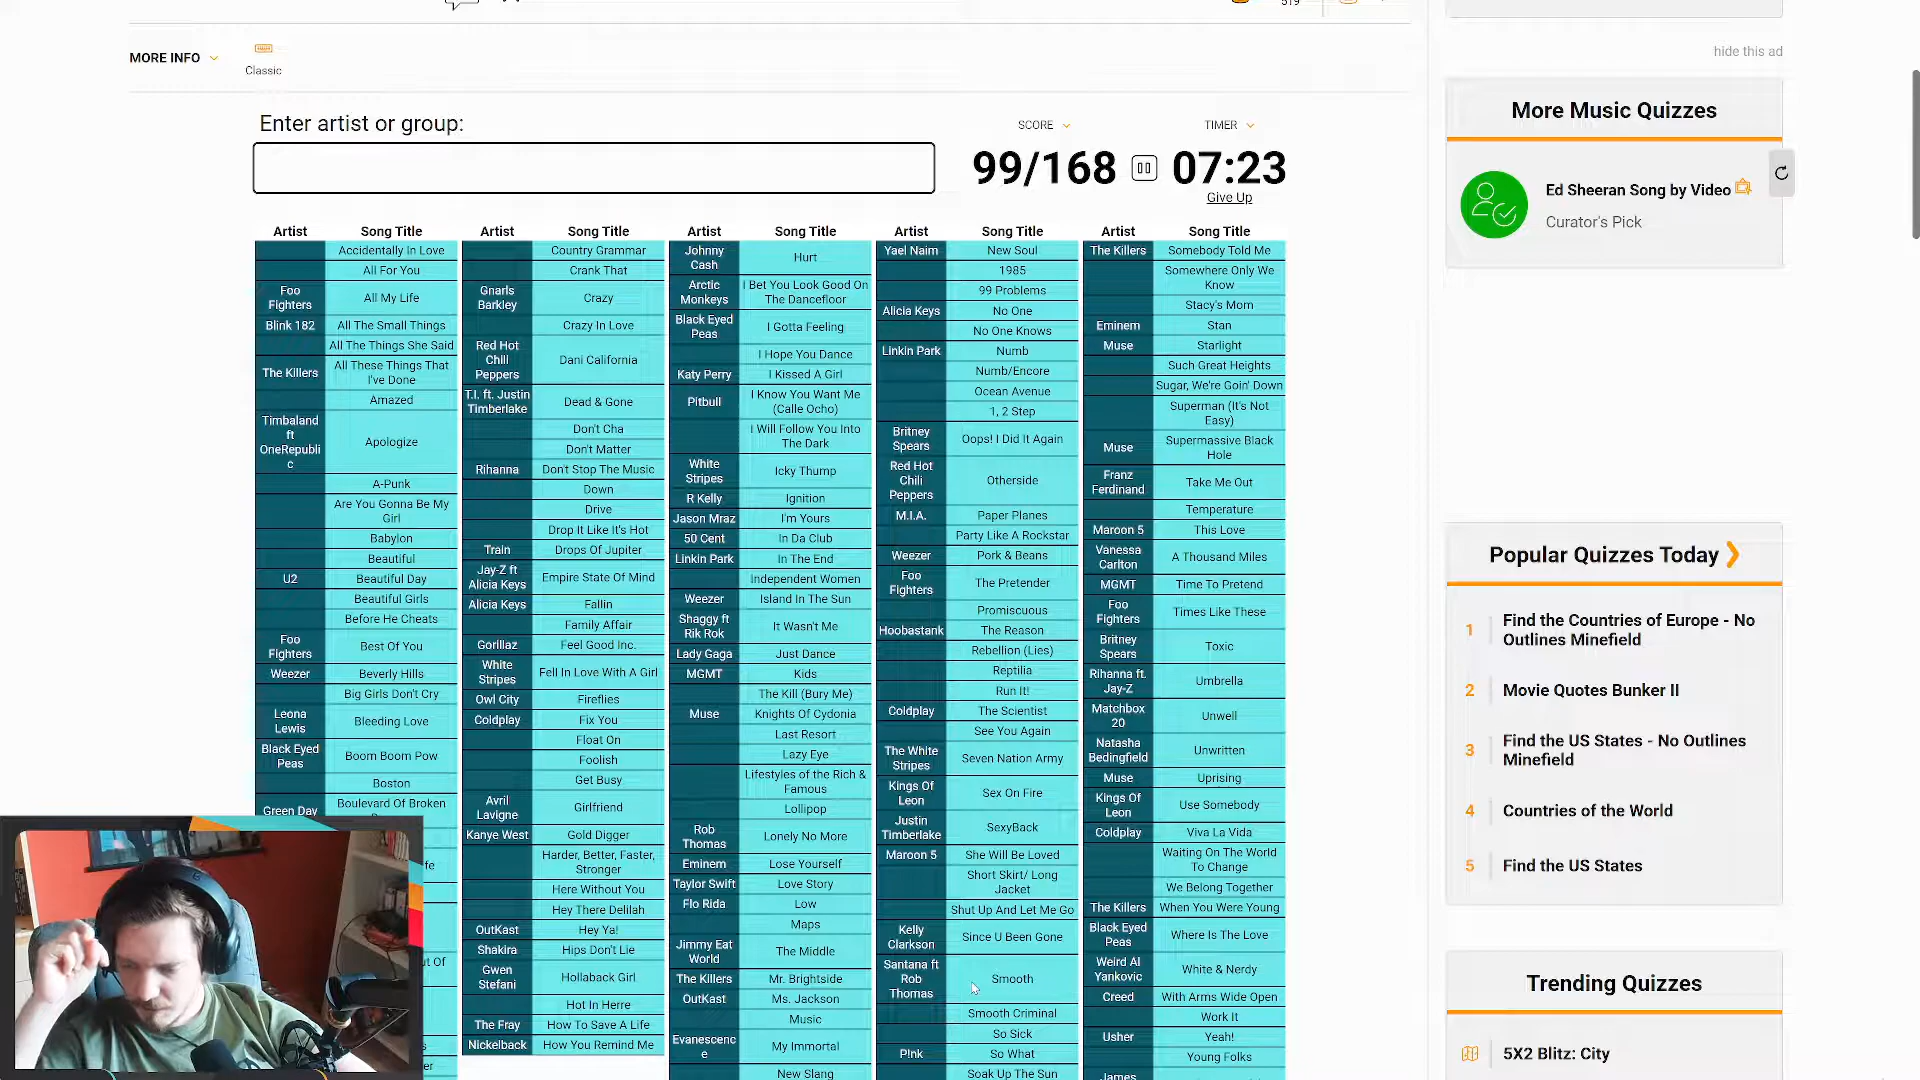 519
MORE INFO
Classic
hide this ad
Enter artist or group:
SCORE
99/168
TIMER
07:23
Give Up
Artist Song Title
Accidentally In Love
All For You
Foo Fighters All My Life
Blink 182 All The Small Things
All The Things She Said
The Killers All These Things That I've Done
Amazed
Timbaland ft OneRepublic Apologize
A-Punk
Are You Gonna Be My Girl
Babylon
Beautiful
U2 Beautiful Day
Beautiful Girls
Before He Cheats
Foo Fighters Best Of You
Weezer Beverly Hills
Big Girls Don't Cry
Leona Lewis Bleeding Love
Black Eyed Peas Boom Boom Pow
Boston
Green Day Boulevard Of Broken
fe
ut Of
Artist Song Title
Country Grammar
Crank That
Gnarls Barkley Crazy
Crazy In Love
Red Hot Chili Peppers Dani California
T.I. ft. Justin Timberlake Dead & Gone
Don't Cha
Don't Matter
Rihanna Don't Stop The Music
Down
Drive
Drop It Like It's Hot
Train Drops Of Jupiter
Jay-Z ft Alicia Keys Empire State Of Mind
Alicia Keys Fallin
Family Affair
Gorillaz Feel Good Inc.
White Stripes Fell In Love With A Girl
Owl City Fireflies
Coldplay Fix You
Float On
Foolish
Get Busy
Avril Lavigne Girlfriend
Kanye West Gold Digger
Harder, Better, Faster, Stronger
Here Without You
Hey There Delilah
OutKast Hey Ya!
Shakira Hips Don't Lie
Gwen Stefani Hollaback Girl
Hot In Herre
The Fray How To Save A Life
Nickelback How You Remind Me
Artist Song Title
Johnny Cash Hurt
Arctic Monkeys I Bet You Look Good On The Dancefloor
Black Eyed Peas I Gotta Feeling
I Hope You Dance
Katy Perry I Kissed A Girl
Pitbull I Know You Want Me (Calle Ocho)
I Will Follow You Into The Dark
White Stripes Icky Thump
R Kelly Ignition
Jason Mraz I'm Yours
50 Cent In Da Club
Linkin Park In The End
Independent Women
Weezer Island In The Sun
Shaggy ft Rik Rok It Wasn't Me
Lady Gaga Just Dance
MGMT Kids
The Kill (Bury Me)
Muse Knights Of Cydonia
Last Resort
Lazy Eye
Lifestyles of the Rich & Famous
Lollipop
Rob Thomas Lonely No More
Eminem Lose Yourself
Taylor Swift Love Story
Flo Rida Low
Maps
Jimmy Eat World The Middle
The Killers Mr. Brightside
OutKast Ms. Jackson
Music
Evanescence My Immortal
New Slang
Artist Song Title
Yael Naim New Soul
1985
99 Problems
Alicia Keys No One
No One Knows
Linkin Park Numb
Numb/Encore
Ocean Avenue
1, 2 Step
Britney Spears Oops! I Did It Again
Red Hot Chili Peppers Otherside
M.I.A. Paper Planes
Party Like A Rockstar
Weezer Pork & Beans
Foo Fighters The Pretender
Promiscuous
Hoobastank The Reason
Rebellion (Lies)
Reptilia
Run It!
Coldplay The Scientist
See You Again
The White Stripes Seven Nation Army
Kings Of Leon Sex On Fire
Justin Timberlake SexyBack
Maroon 5 She Will Be Loved
Short Skirt/ Long Jacket
Shut Up And Let Me Go
Kelly Clarkson Since U Been Gone
Santana ft Rob Thomas Smooth
Smooth Criminal
So Sick
P!nk So What
Soak Up The Sun
Artist Song Title
The Killers Somebody Told Me
Somewhere Only We Know
Stacy's Mom
Eminem Stan
Muse Starlight
Such Great Heights
Sugar, We're Goin' Down
Superman (It's Not Easy)
Muse Supermassive Black Hole
Franz Ferdinand Take Me Out
Temperature
Maroon 5 This Love
Vanessa Carlton A Thousand Miles
MGMT Time To Pretend
Foo Fighters Times Like These
Britney Spears Toxic
Rihanna ft. Jay-Z Umbrella
Matchbox 20 Unwell
Natasha Bedingfield Unwritten
Muse Uprising
Kings Of Leon Use Somebody
Coldplay Viva La Vida
Waiting On The World To Change
We Belong Together
The Killers When You Were Young
Black Eyed Peas Where Is The Love
Weird Al Yankovic White & Nerdy
Creed With Arms Wide Open
Work It
Usher Yeah!
Young Folks
James
More Music Quizzes
Ed Sheeran Song by Video
Curator's Pick
Popular Quizzes Today
1 Find the Countries of Europe - No Outlines Minefield
2 Movie Quotes Bunker II
3 Find the US States - No Outlines Minefield
4 Countries of the World
5 Find the US States
Trending Quizzes
5X2 Blitz: City